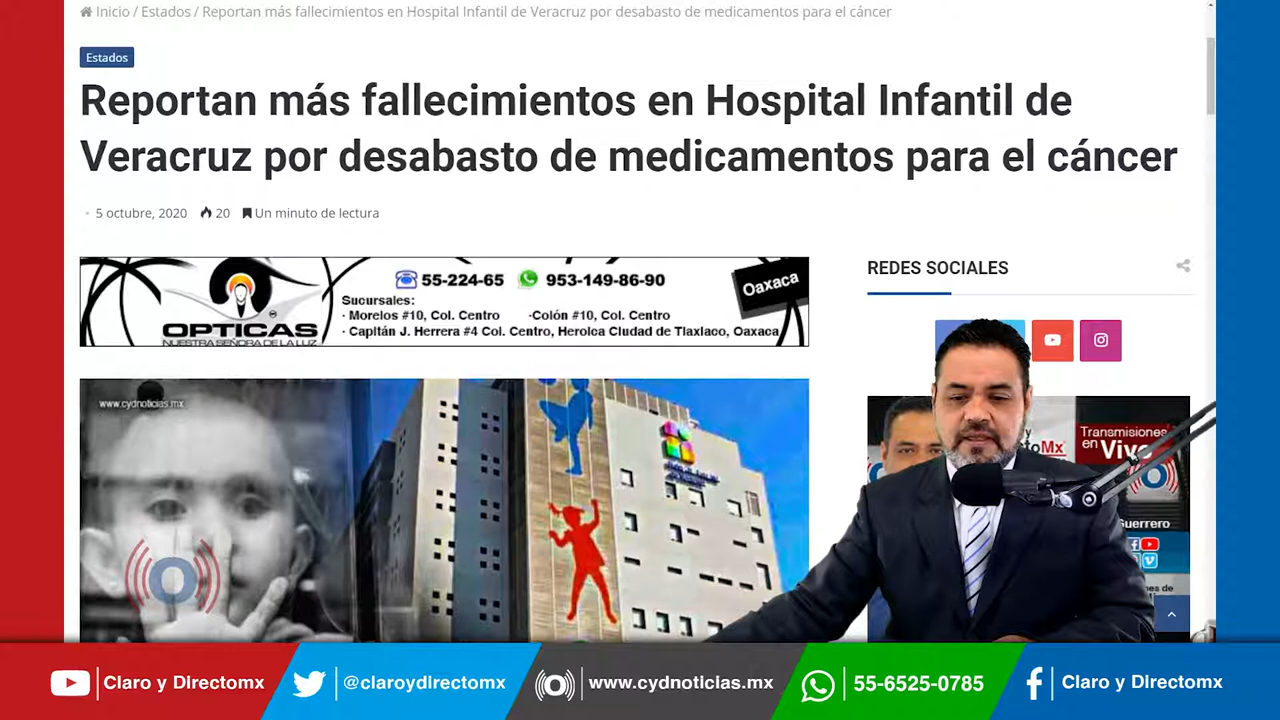 Inicio / Estados / Reportan más fallecimientos en Hospital Infantil de Veracruz por desabasto de medicamentos para el cáncer
Estados
Reportan más fallecimientos en Hospital Infantil de
Veracruz por desabasto de medicamentos para el cáncer
5 octubre, 2020 20 Un minuto de lectura
55-224-65 953-149-86-90
Oaxaca
Sucursales:
· Morelos #10, Col. Centro ·Colón #10, Col. Centro
· Capitán J. Herrera #4 Col. Centro, Heroica Ciudad de Tlaxiaco, Oaxaca
OPTICAS
NUESTRA SEÑORA DE LA LUZ
REDES SOCIALES
www.cydnoticias.mx
Mx
Transmisiones
en Vivo
Guerrero
Claro y Directomx
@claroydirectomx
www.cydnoticias.mx
55-6525-0785
Claro y Directomx